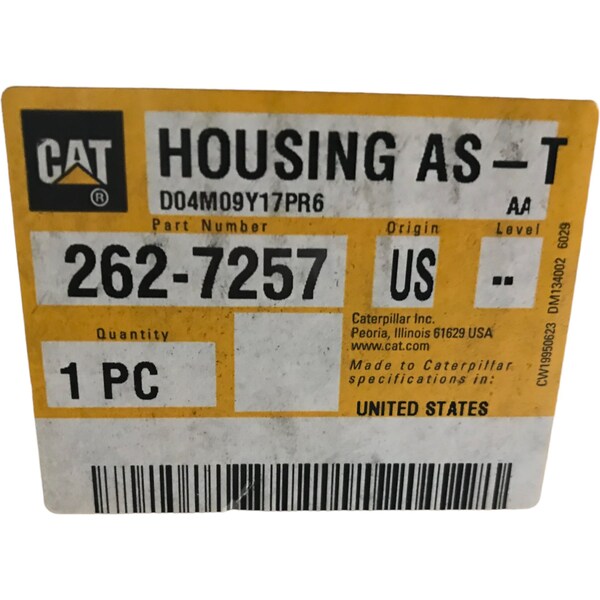 CAT®
HOUSING AS-T
D04M09Y17PR6 AA
Part Number Origin Level
262-7257 US --
Quantity
1 PC
Caterpillar Inc.
Peoria, Illinois 61629 USA
www.cat.com
Made to Caterpillar
specifications in:
UNITED STATES
CW19950623 DM134002 6029